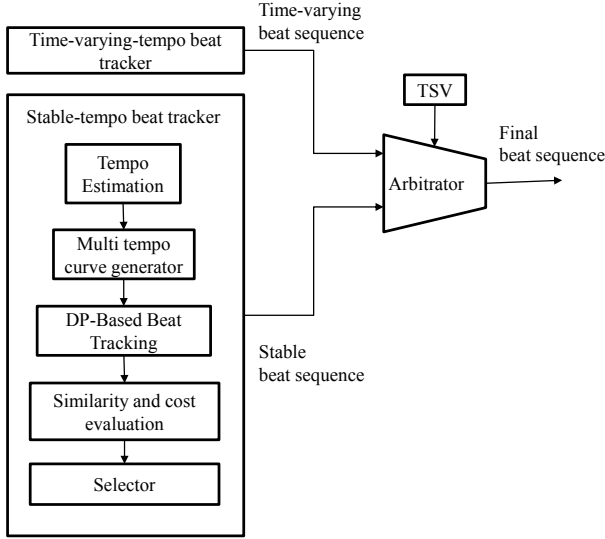 Time-varying-tempo beat
tracker
Time-varying
beat sequence
Stable-tempo beat tracker
Tempo
Estimation
Multi tempo
curve generator
DP-Based Beat
Tracking
Similarity and cost
evaluation
Selector
Stable
beat sequence
TSV
Arbitrator
Final
beat sequence